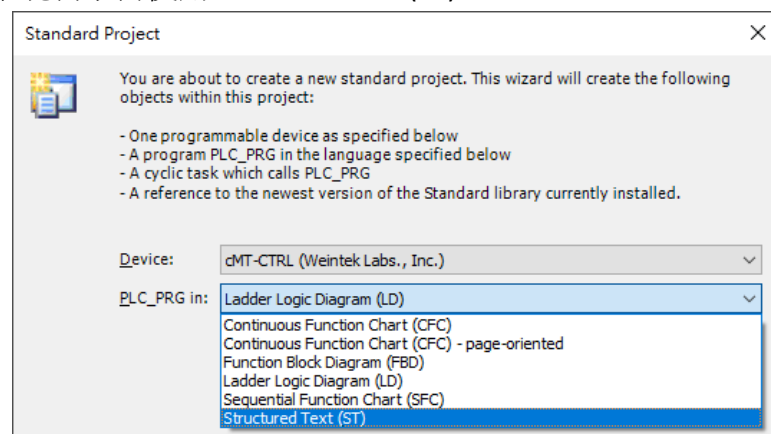 Standard Project
You are about to create a new standard project. This wizard will create the following
objects within this project:
- One programmable device as specified below
- A program PLC_PRG in the language specified below
- A cyclic task which calls PLC_PRG
- A reference to the newest version of the Standard library currently installed.
Device: cMT-CTRL (Weintek Labs., Inc.)
PLC_PRG in: Ladder Logic Diagram (LD)
Continuous Function Chart (CFC)
Continuous Function Chart (CFC) - page-oriented
Function Block Diagram (FBD)
Ladder Logic Diagram (LD)
Sequential Function Chart (SFC)
Structured Text (ST)